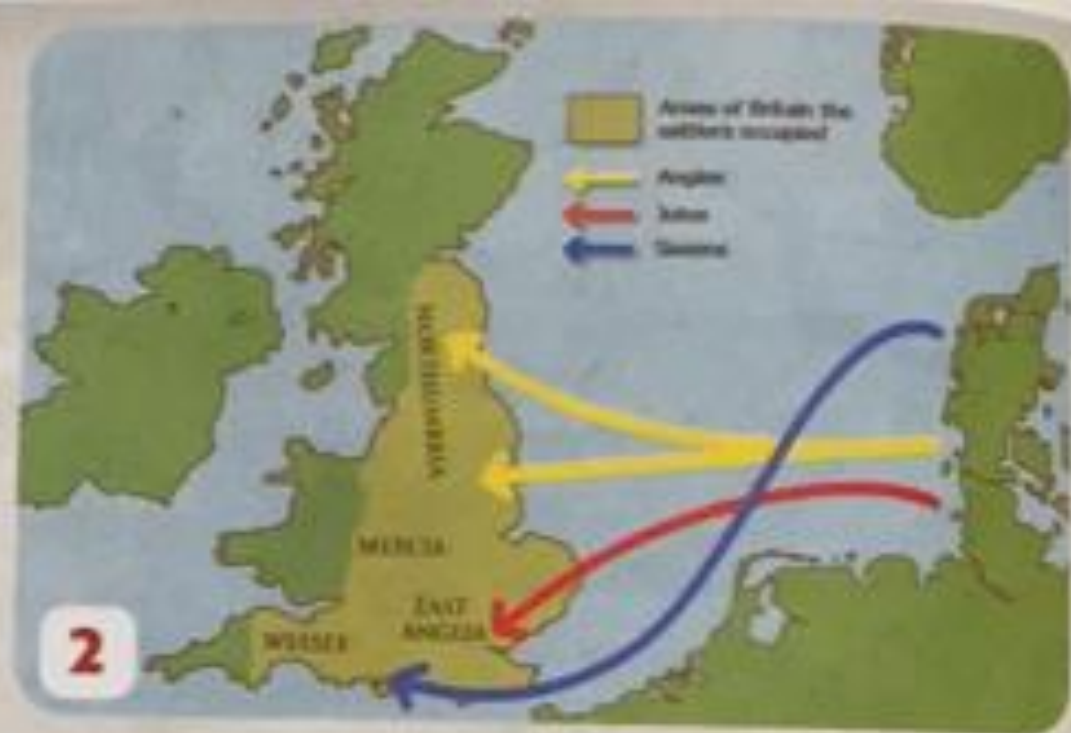 Areas of Britain the
settlers occupied
Angles
Jutes
Saxons
NORTHUMBRIA
MERCIA
EAST
ANGLIA
WESSEX
2